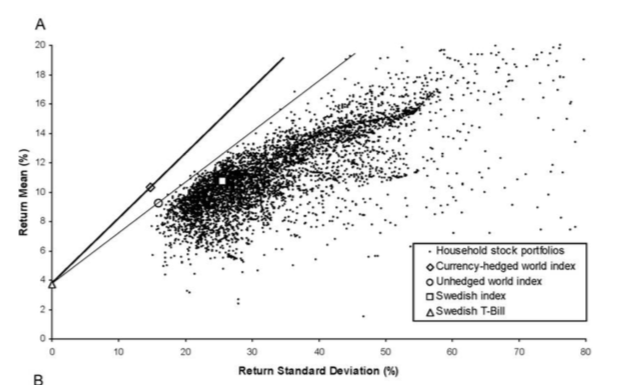 A
20
18
16
14
12
10
8
6
4
2
0
0 10 20 30 40 50 60 70 80
Return Mean (%)
Return Standard Deviation (%)
Household stock portfolios
Currency-hedged world index
Unhedged world index
Swedish index
Swedish T-Bill
B